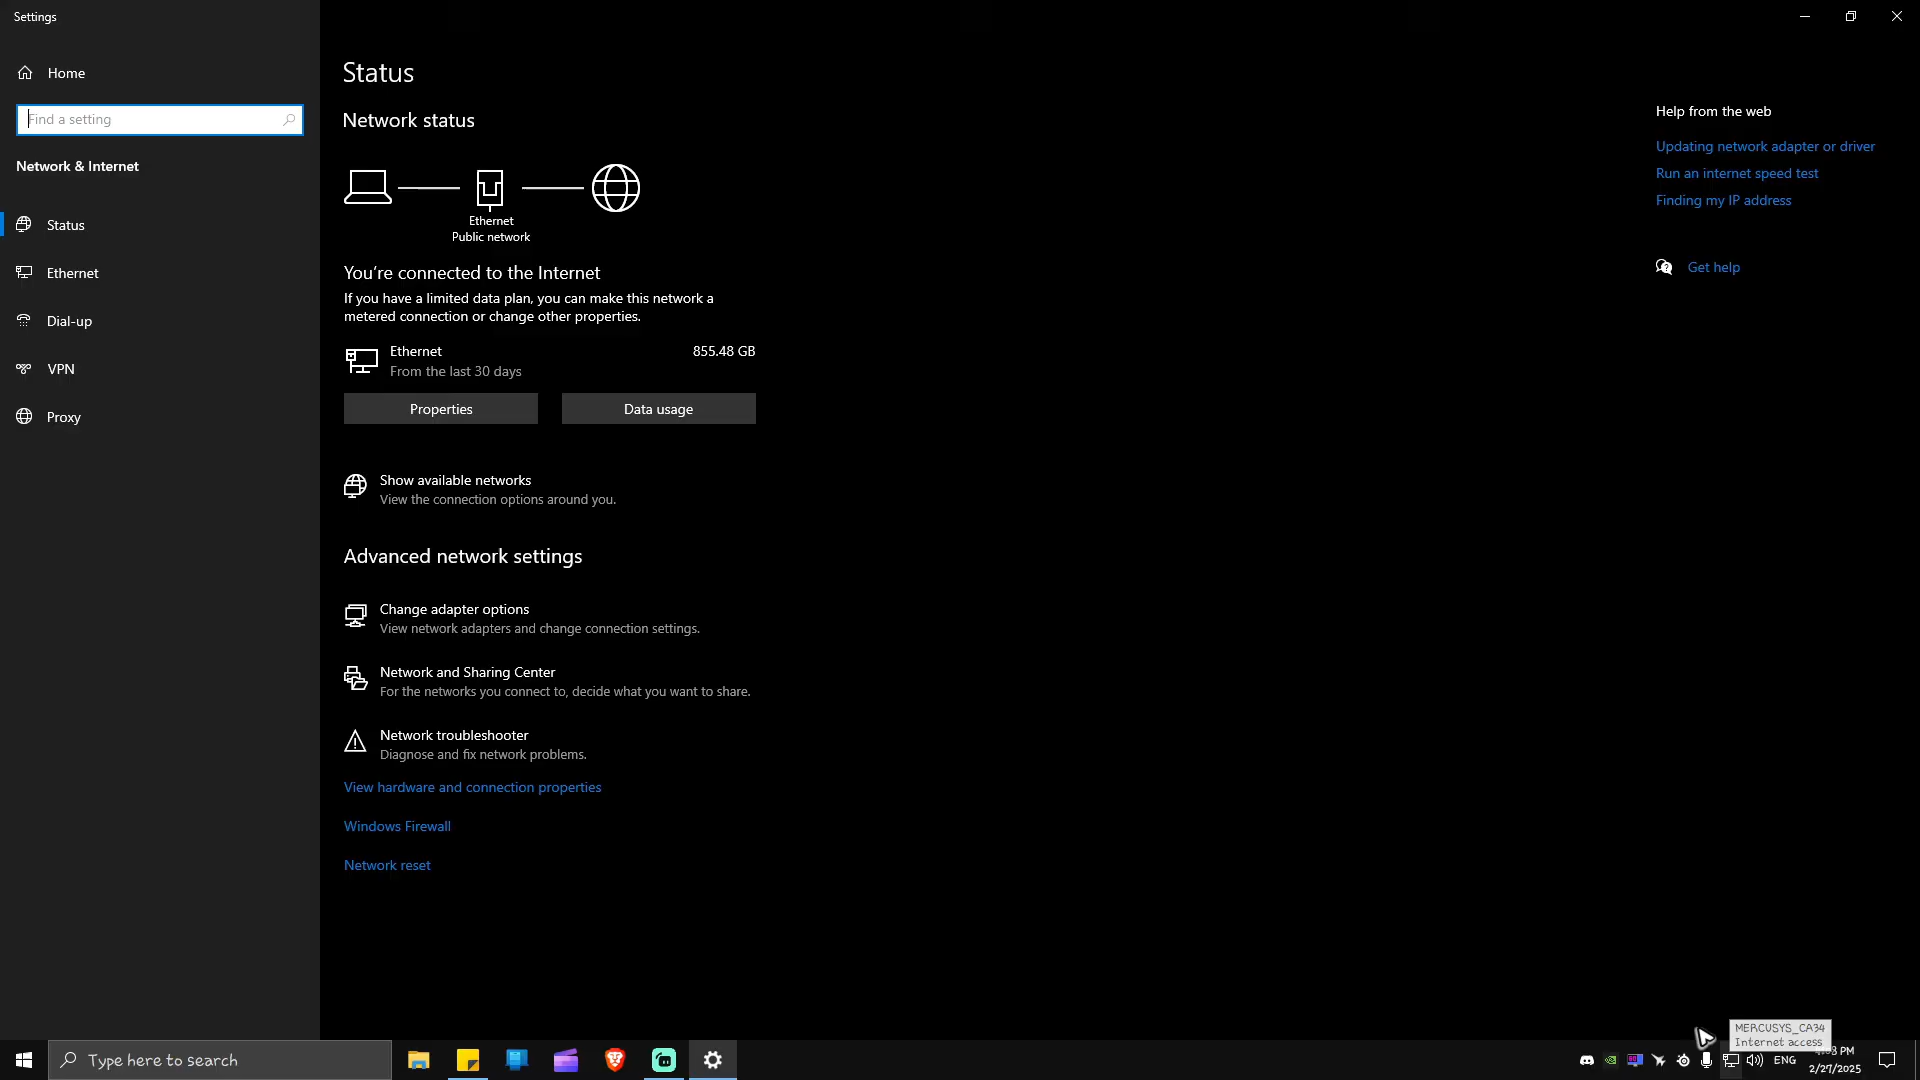 Settings
Home
Find a setting
Network & Internet
Status
Ethernet
Dial-up
VPN
Proxy
Status
Network status
Ethernet
Public network
You're connected to the Internet
If you have a limited data plan, you can make this network a
metered connection or change other properties.
Ethernet
855.48 GB
From the last 30 days
Properties
Data usage
Show available networks
View the connection options around you.
Advanced network settings
Change adapter options
View network adapters and change connection settings.
Network and Sharing Center
For the networks you connect to, decide what you want to share.
Network troubleshooter
Diagnose and fix network problems.
View hardware and connection properties
Windows Firewall
Network reset
Help from the web
Updating network adapter or driver
Run an internet speed test
Finding my IP address
Get help
Type here to search
MERCUSYS_CA34
Internet access
ENG
PM
2/27/2025